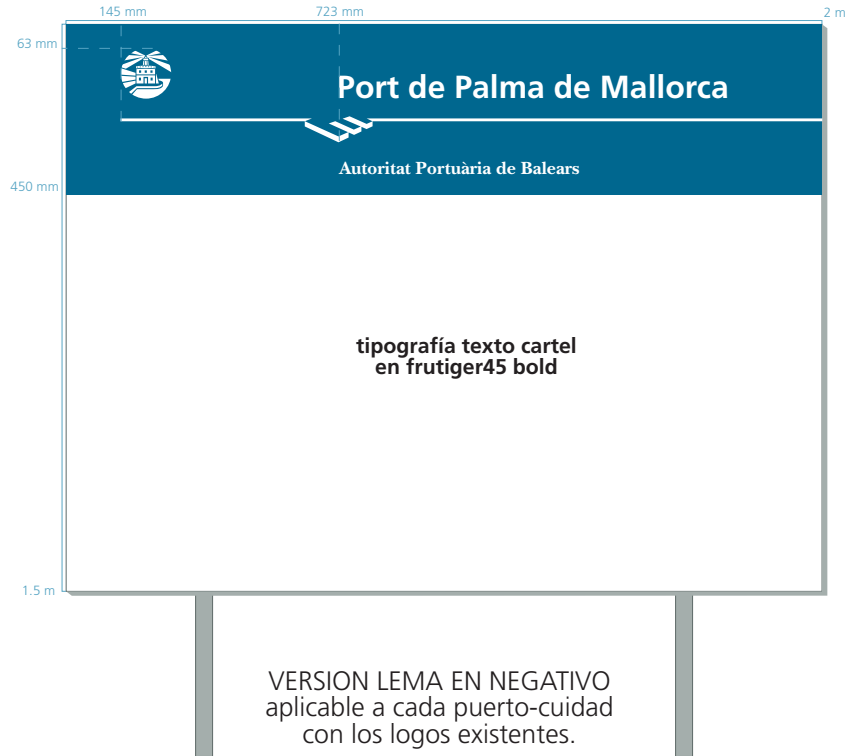 145 mm
723 mm
2 m
63 mm
Port de Palma de Mallorca
Autoritat Portuària de Balears
450 mm
tipografía texto cartel
en frutiger45 bold
1.5 m
VERSION LEMA EN NEGATIVO
aplicable a cada puerto-cuidad
con los logos existentes.